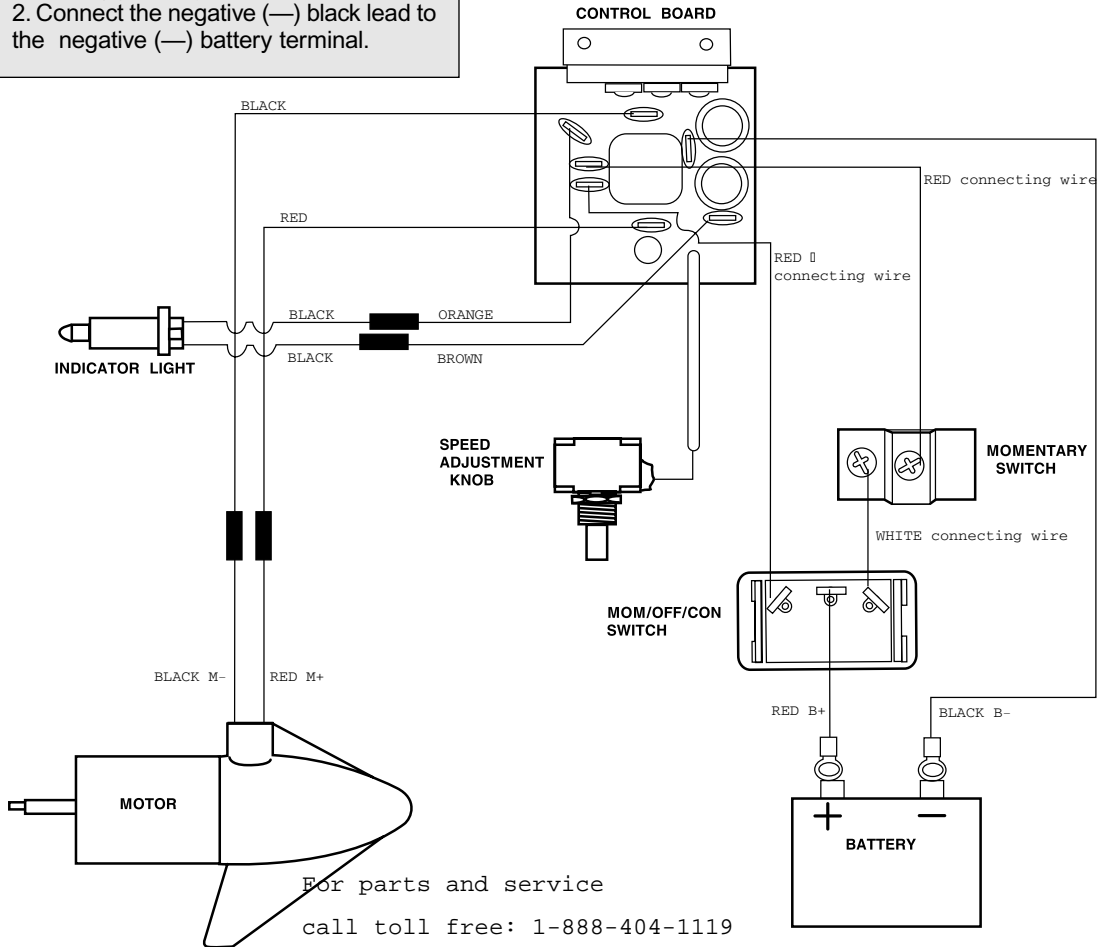 2. Connect the negative (—) black lead to
the negative (—) battery terminal.
CONTROL BOARD
BLACK
RED connecting wire
RED
RED ▯
connecting wire
BLACK
ORANGE
BLACK
BROWN
INDICATOR LIGHT
SPEED
ADJUSTMENT
KNOB
MOMENTARY
SWITCH
WHITE connecting wire
MOM/OFF/CON
SWITCH
BLACK M-
RED M+
RED B+
BLACK B-
MOTOR
+
—
BATTERY
For parts and service
call toll free: 1-888-404-1119